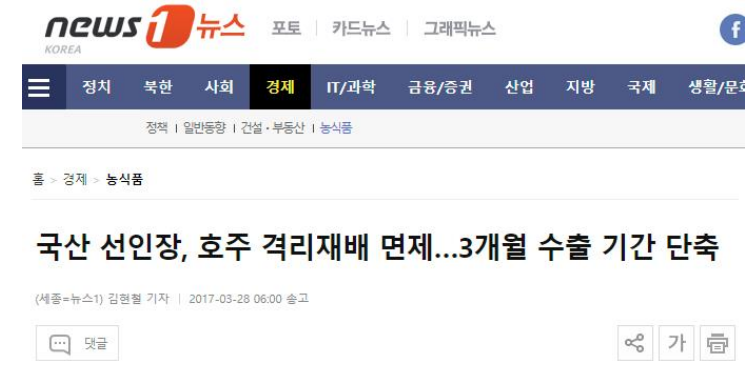 news1뉴스 포토 카드뉴스 그래픽뉴스
KOREA
정치 북한 사회 경제 IT/과학 금융/증권 산업 지방 국제 생활/문화
정책 일반동향 건설·부동산 농식품
홈 > 경제 > 농식품
국산 선인장, 호주 격리재배 면제...3개월 수출 기간 단축
(세종=뉴스1) 김현철 기자 | 2017-03-28 06:00 송고
댓글 가